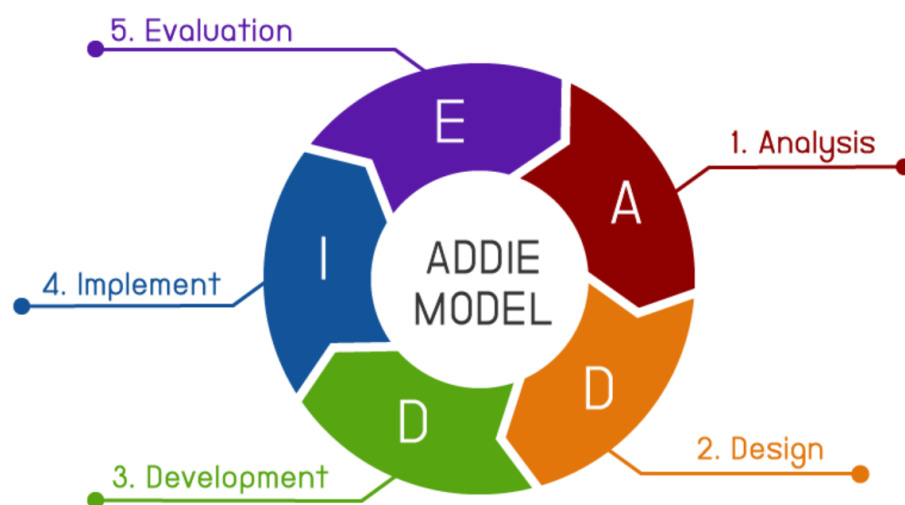 5. Evaluation
E
1. Analysis
A
ADDIE
MODEL
I
4. Implement
D
2. Design
D
3. Development